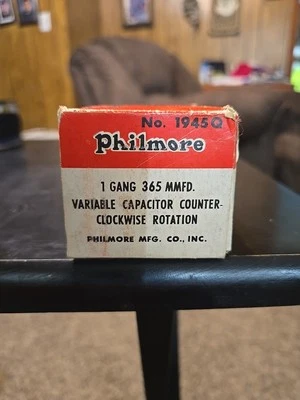 No. 1945Q
Philmore
1 GANG 365 MMFD.
VARIABLE CAPACITOR COUNTER-
CLOCKWISE ROTATION
PHILMORE MFG. CO., INC.